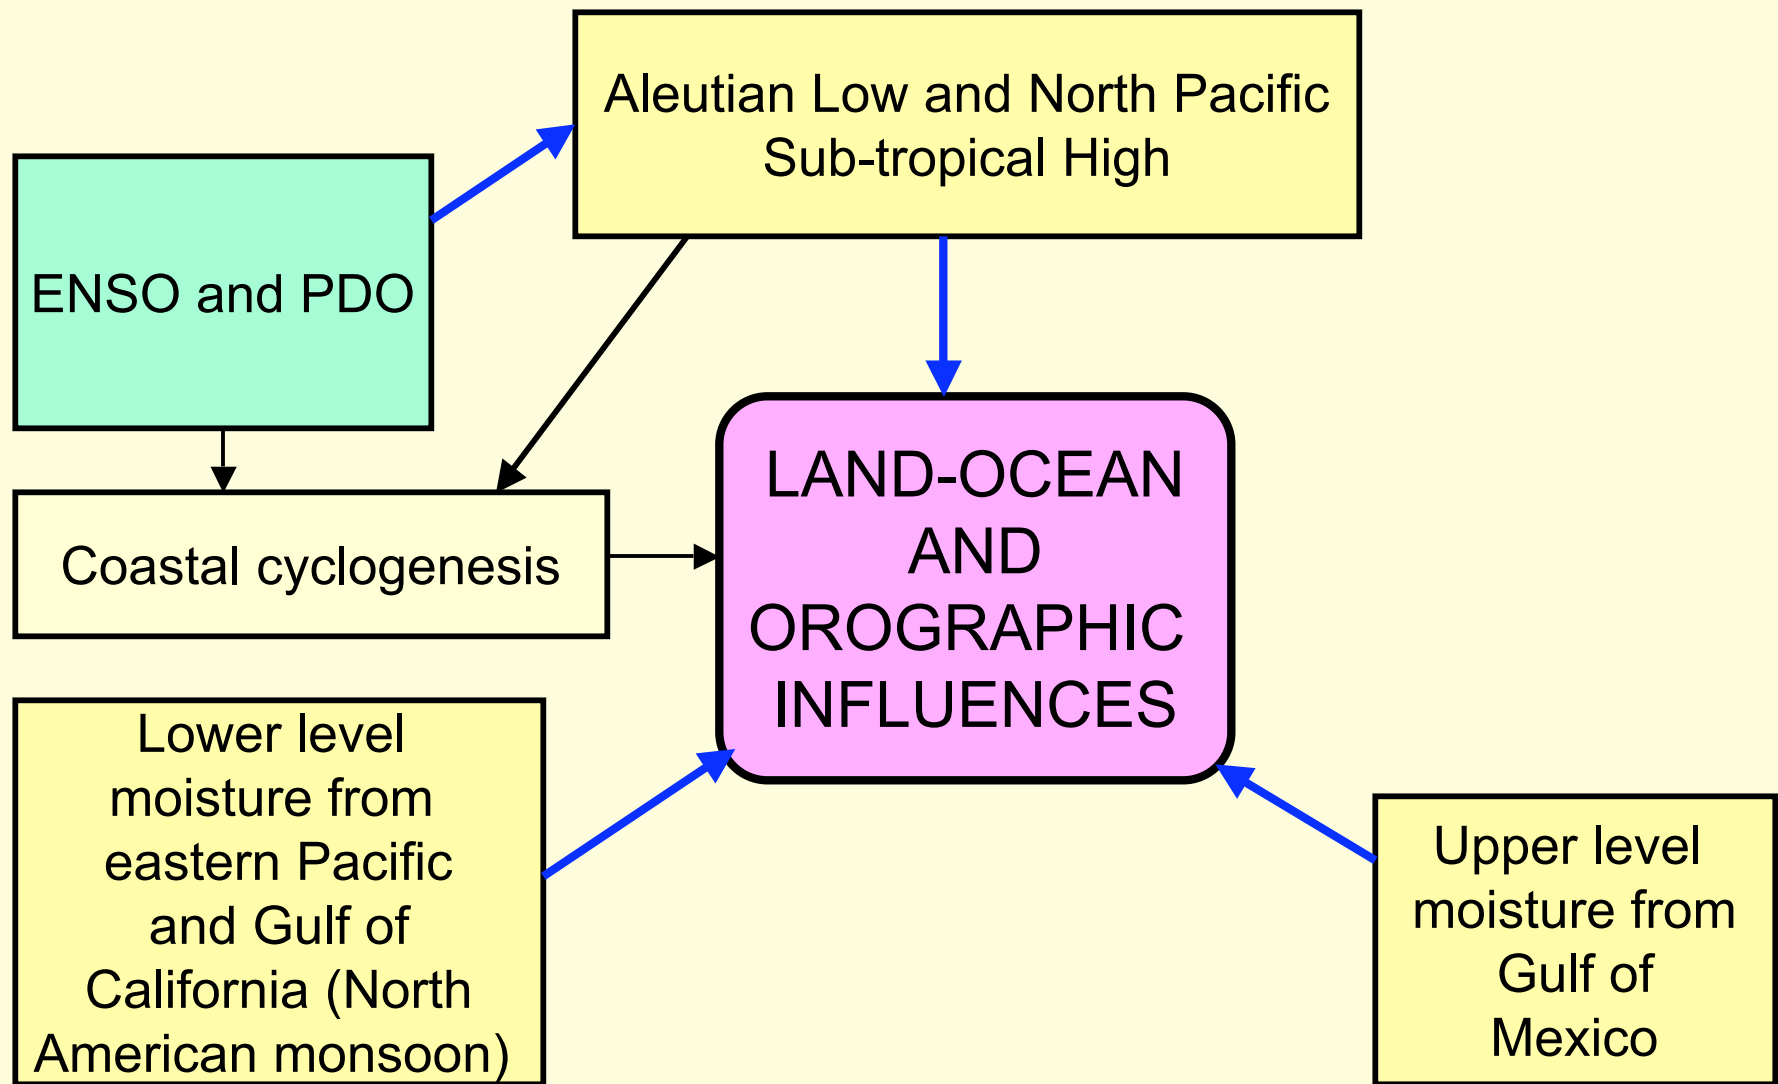 Aleutian Low and North Pacific
Sub-tropical High
ENSO and PDO
Coastal cyclogenesis
LAND-OCEAN
AND
OROGRAPHIC
INFLUENCES
Lower level
moisture from
eastern Pacific
and Gulf of
California (North
American monsoon)
Upper level
moisture from
Gulf of
Mexico